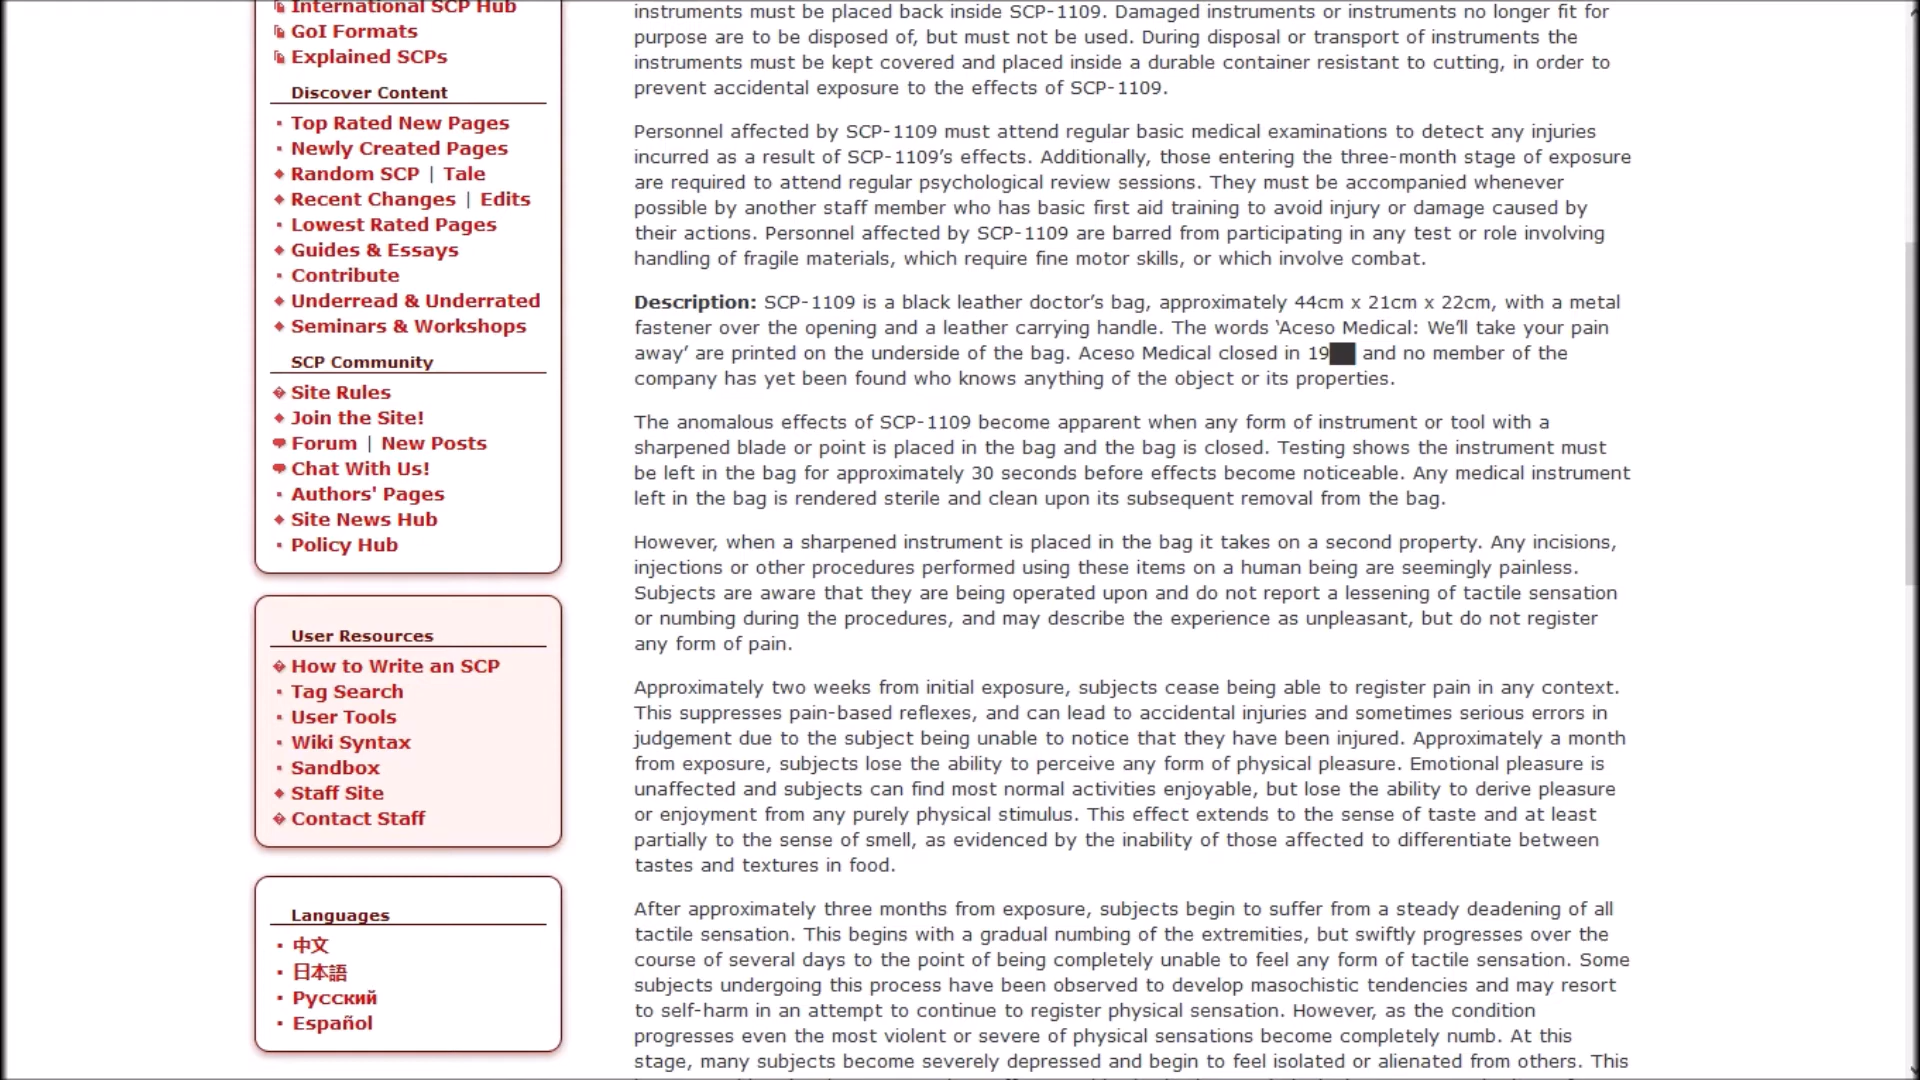 International SCP Hub
GoI Formats
Explained SCPs
Discover Content
Top Rated New Pages
Newly Created Pages
Random SCP | Tale
Recent Changes | Edits
Lowest Rated Pages
Guides & Essays
Contribute
Underread & Underrated
Seminars & Workshops
SCP Community
Site Rules
Join the Site!
Forum | New Posts
Chat With Us!
Authors' Pages
Site News Hub
Policy Hub
User Resources
How to Write an SCP
Tag Search
User Tools
Wiki Syntax
Sandbox
Staff Site
Contact Staff
Languages
中文
日本語
Русский
Español
instruments must be placed back inside SCP-1109. Damaged instruments or instruments no longer fit for
purpose are to be disposed of, but must not be used. During disposal or transport of instruments the
instruments must be kept covered and placed inside a durable container resistant to cutting, in order to
prevent accidental exposure to the effects of SCP-1109.
Personnel affected by SCP-1109 must attend regular basic medical examinations to detect any injuries
incurred as a result of SCP-1109’s effects. Additionally, those entering the three-month stage of exposure
are required to attend regular psychological review sessions. They must be accompanied whenever
possible by another staff member who has basic first aid training to avoid injury or damage caused by
their actions. Personnel affected by SCP-1109 are barred from participating in any test or role involving
handling of fragile materials, which require fine motor skills, or which involve combat.
Description: SCP-1109 is a black leather doctor’s bag, approximately 44cm x 21cm x 22cm, with a metal
fastener over the opening and a leather carrying handle. The words ‘Aceso Medical: We’ll take your pain
away’ are printed on the underside of the bag. Aceso Medical closed in 19██ and no member of the
company has yet been found who knows anything of the object or its properties.
The anomalous effects of SCP-1109 become apparent when any form of instrument or tool with a
sharpened blade or point is placed in the bag and the bag is closed. Testing shows the instrument must
be left in the bag for approximately 30 seconds before effects become noticeable. Any medical instrument
left in the bag is rendered sterile and clean upon its subsequent removal from the bag.
However, when a sharpened instrument is placed in the bag it takes on a second property. Any incisions,
injections or other procedures performed using these items on a human being are seemingly painless.
Subjects are aware that they are being operated upon and do not report a lessening of tactile sensation
or numbing during the procedures, and may describe the experience as unpleasant, but do not register
any form of pain.
Approximately two weeks from initial exposure, subjects cease being able to register pain in any context.
This suppresses pain-based reflexes, and can lead to accidental injuries and sometimes serious errors in
judgement due to the subject being unable to notice that they have been injured. Approximately a month
from exposure, subjects lose the ability to perceive any form of physical pleasure. Emotional pleasure is
unaffected and subjects can find most normal activities enjoyable, but lose the ability to derive pleasure
or enjoyment from any purely physical stimulus. This effect extends to the sense of taste and at least
partially to the sense of smell, as evidenced by the inability of those affected to differentiate between
tastes and textures in food.
After approximately three months from exposure, subjects begin to suffer from a steady deadening of all
tactile sensation. This begins with a gradual numbing of the extremities, but swiftly progresses over the
course of several days to the point of being completely unable to feel any form of tactile sensation. Some
subjects undergoing this process have been observed to develop masochistic tendencies and may resort
to self-harm in an attempt to continue to register physical sensation. However, as the condition
progresses even the most violent or severe of physical sensations become completely numb. At this
stage, many subjects become severely depressed and begin to feel isolated or alienated from others. This